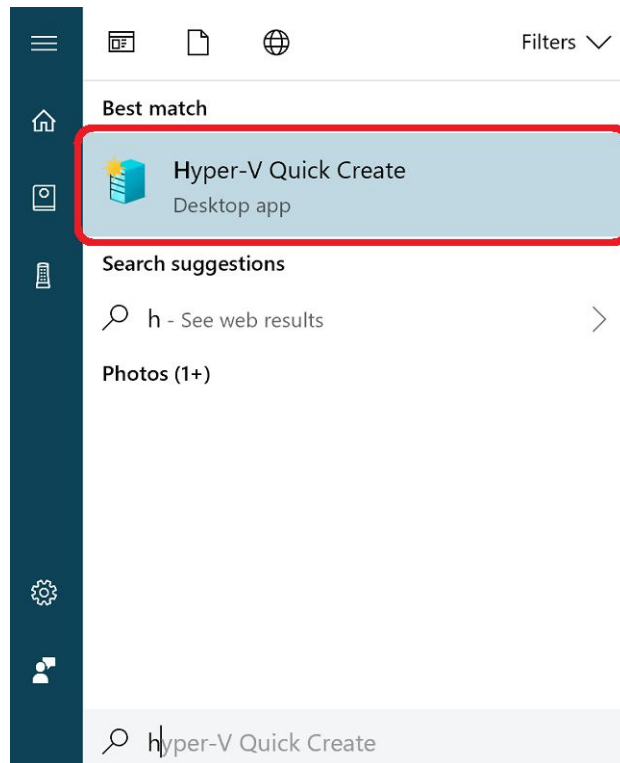 Filters
Best match
Hyper-V Quick Create
Desktop app
Search suggestions
h - See web results
Photos (1+)
hyper-V Quick Create